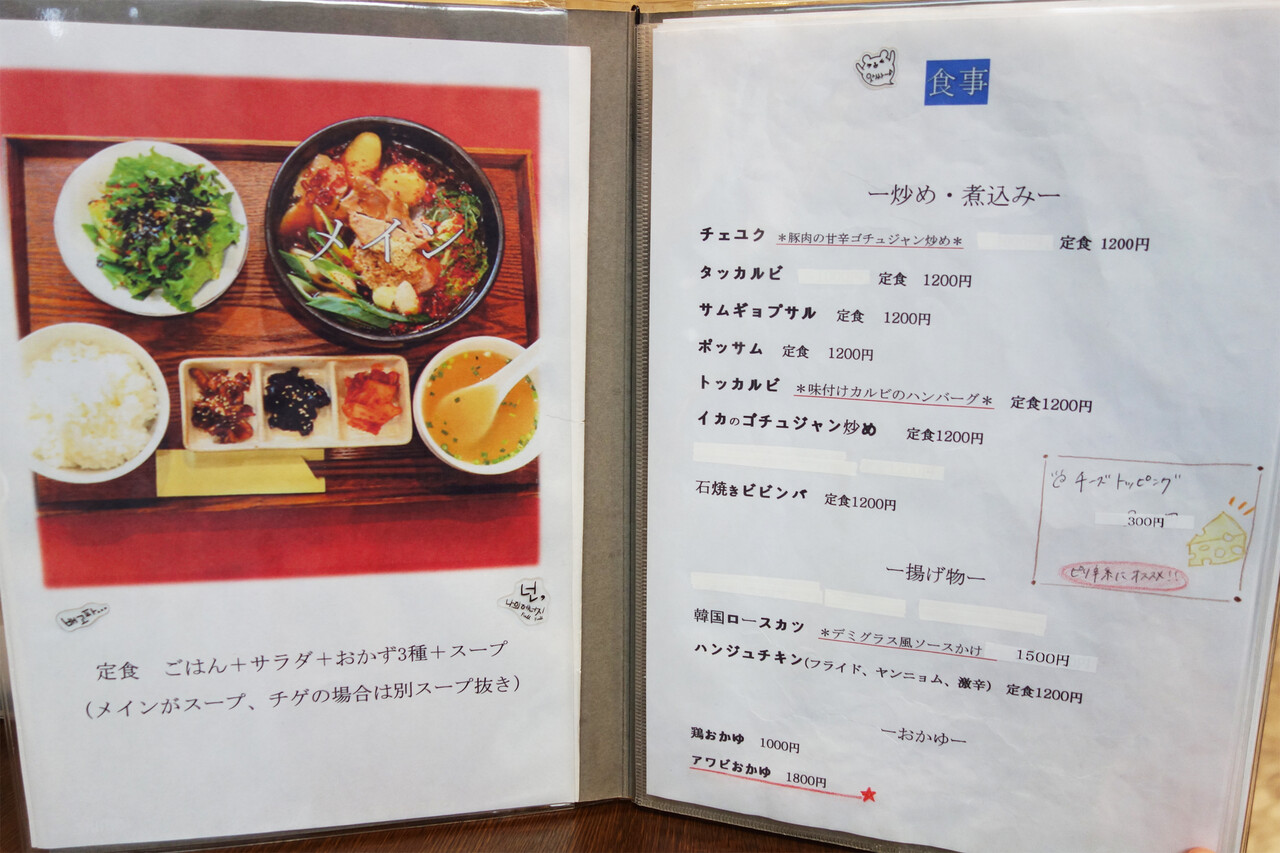 メイン
넌,
定食 ごはん+サラダ+おかず3種+スープ
(メインがスープ、チゲの場合は別スープ抜き)
食事
ー炒め・煮込みー
チェユク *豚肉の甘辛ゴチュジャン炒め* 定食 1200円
タッカルビ 定食 1200円
サムギョプサル 定食 1200円
ポッサム 定食 1200円
トッカルビ *味付けカルビのハンバーグ* 定食1200円
イカのゴチュジャン炒め 定食1200円
石焼きビビンバ 定食1200円
チーズトッピング
300円
ピリ辛系にオススメ!!
ー揚げ物ー
韓国ロースカツ *デミグラス風ソースかけ 1500円
ハンジュチキン(フライド、ヤンニョム、激辛) 定食1200円
ーおかゆー
鶏おかゆ 1000円
アワビおかゆ 1800円